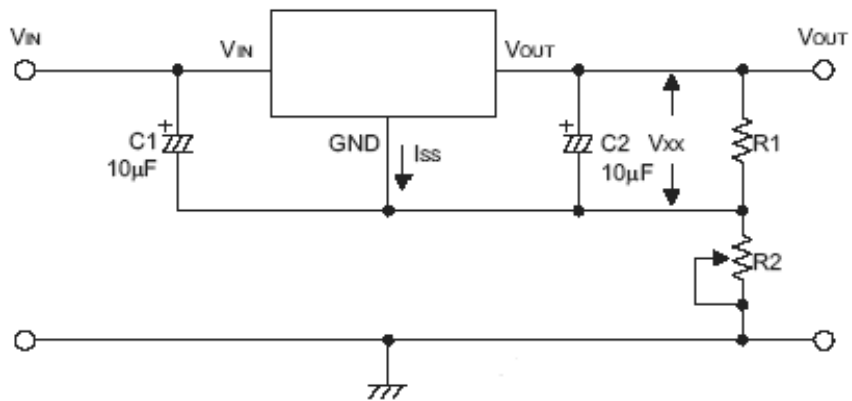 VIN
VIN
VOUT
VOUT
+
C1
10µF
GND
ISS
+
C2
10µF
VXX
R1
R2